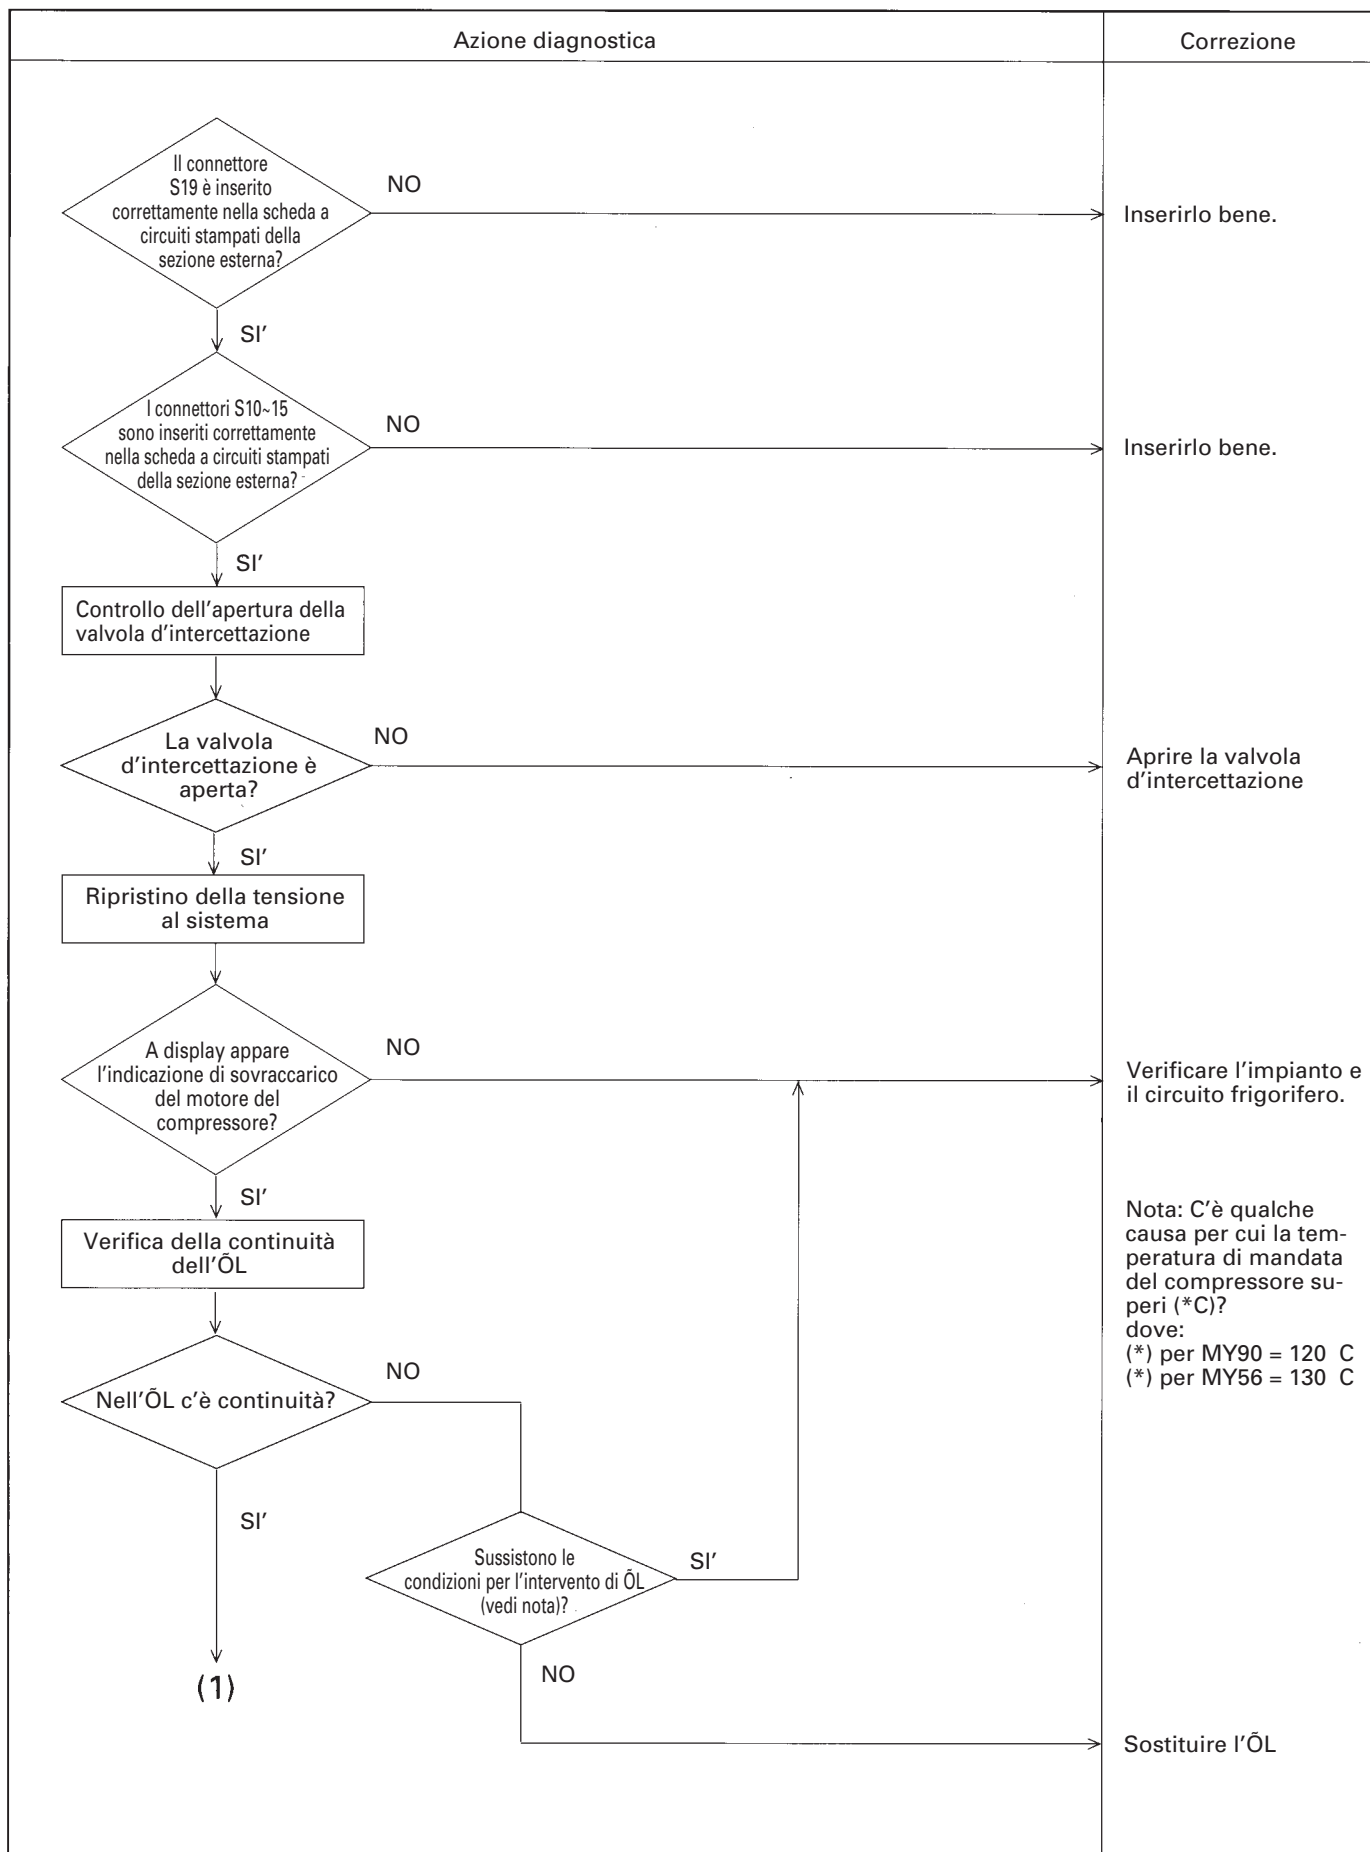 Azione diagnostica
Correzione
Il connettore
S19 è inserito
correttamente nella scheda a
circuiti stampati della
sezione esterna?
NO
Inserirlo bene.
SI’
I connettori S10~15
sono inseriti correttamente
nella scheda a circuiti stampati
della sezione esterna?
NO
Inserirlo bene.
SI’
Controllo dell’apertura della
valvola d’intercettazione
La valvola
d’intercettazione è
aperta?
NO
Aprire la valvola
d’intercettazione
SI’
Ripristino della tensione
al sistema
A display appare
l’indicazione di sovraccarico
del motore del
compressore?
NO
Verificare l’impianto e
il circuito frigorifero.
SI’
Verifica della continuità
dell’ÕL
Nota: C’è qualche
causa per cui la tem-
peratura di mandata
del compressore su-
peri (*C)?
dove:
(*) per MY90 = 120 C
(*) per MY56 = 130 C
Nell’ÕL c’è continuità?
NO
SI’
Sussistono le
condizioni per l’intervento di ÕL
(vedi nota)?
SI’
NO
(1)
Sostituire l’ÕL